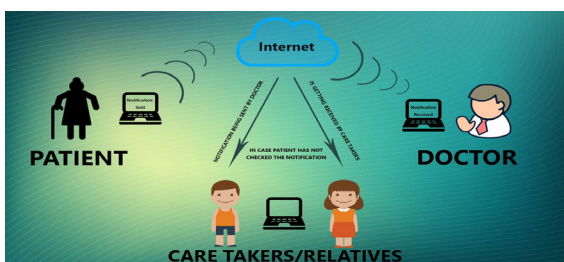 Internet
Notification
Sent
Notification
Received
NOTIFICATION BEING SENT BY DOCTOR
IS GETTING RECEIVED BY CARE TAKERS
IN CASE PATIENT HAS NOT
CHECKED THE NOTIFICATION
PATIENT
DOCTOR
CARE TAKERS/RELATIVES